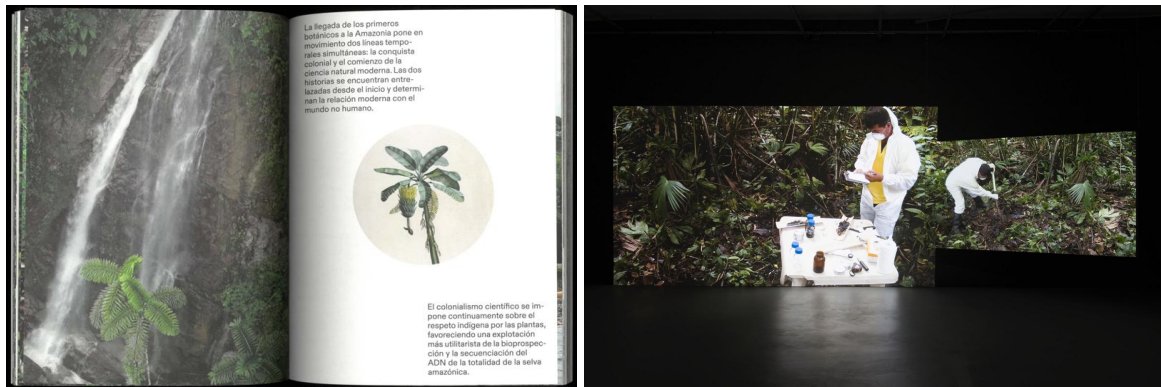 La llegada de los primeros
botánicos a la Amazonia pone en
movimiento dos líneas tempo-
rales simultáneas: la conquista
colonial y el comienzo de la
ciencia natural moderna. Las dos
historias se encuentran entre-
lazadas desde el inicio y determi-
nan la relación moderna con el
mundo no humano.
El colonialismo científico se im-
pone continuamente sobre el
respeto indígena por las plantas,
favoreciendo una explotación
más utilitarista de la bioprospec-
ción y la secuenciación del
ADN de la totalidad de la selva
amazónica.